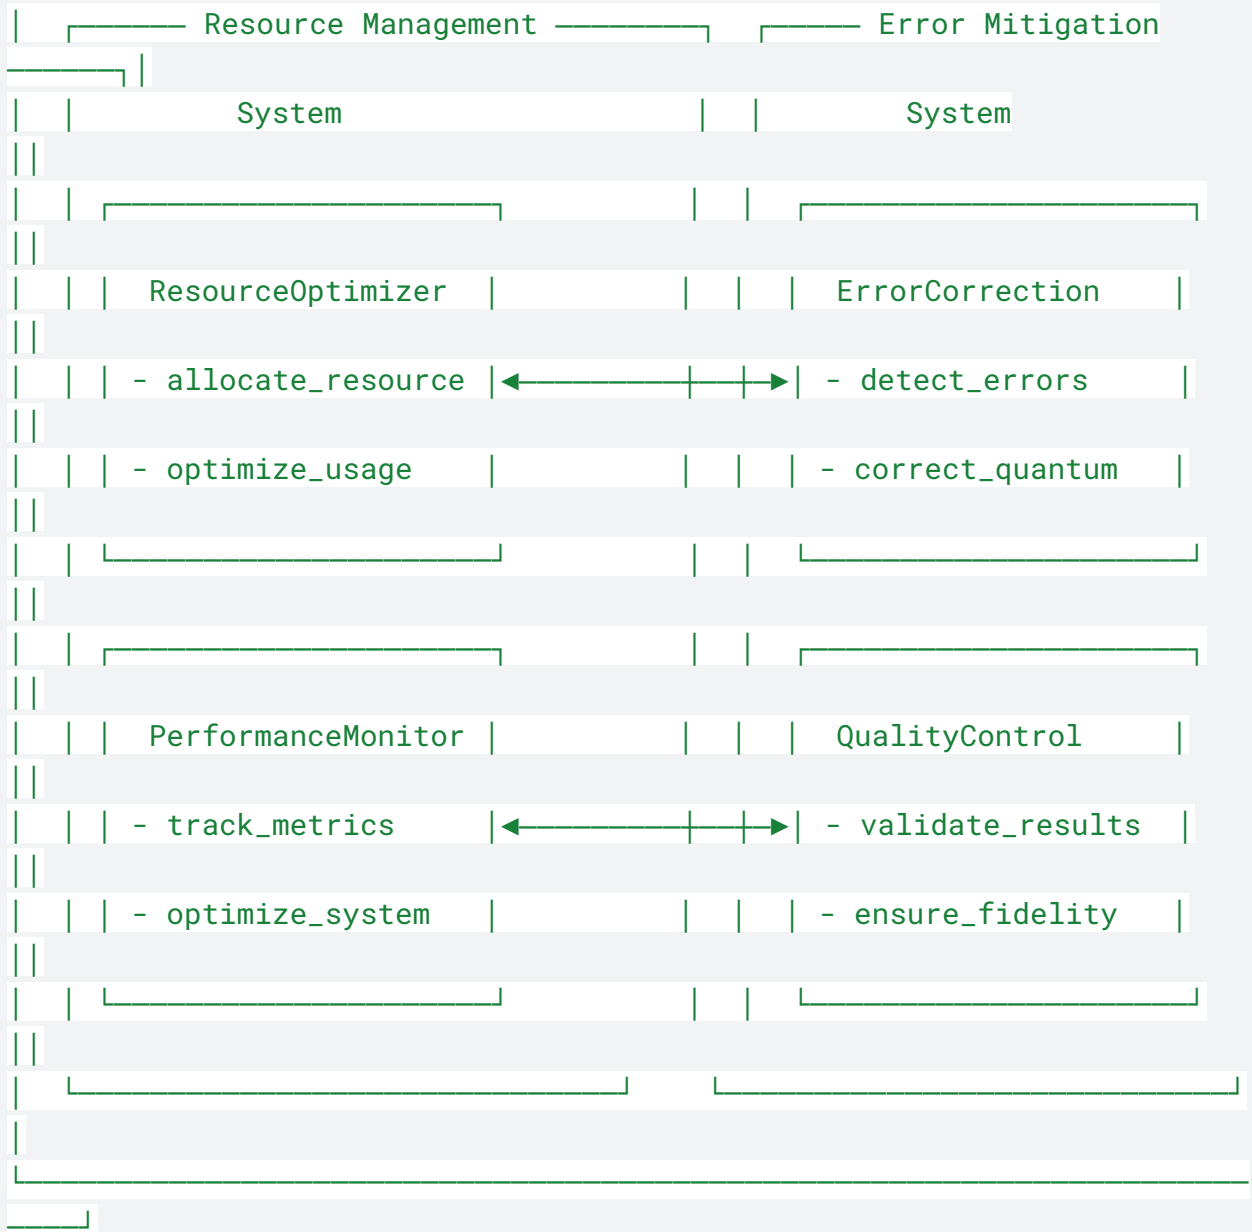 │  ┌────── Resource Management ────────┐  ┌───── Error Mitigation
──────┐│
│  │         System                    │  │        System
││
│  │ ┌─────────────────────┐          │  │  ┌─────────────────────┐
││
│  │ │  ResourceOptimizer  │          │  │  │  ErrorCorrection    │
││
│  │ │ - allocate_resource │◄─────────┼──┼─►│ - detect_errors     │
││
│  │ │ - optimize_usage    │          │  │  │ - correct_quantum   │
││
│  │ └─────────────────────┘          │  │  └─────────────────────┘
││
│  │ ┌─────────────────────┐          │  │  ┌─────────────────────┐
││
│  │ │  PerformanceMonitor │          │  │  │  QualityControl     │
││
│  │ │ - track_metrics     │◄─────────┼──┼─►│ - validate_results  │
││
│  │ │ - optimize_system   │          │  │  │ - ensure_fidelity   │
││
│  │ └─────────────────────┘          │  │  └─────────────────────┘
││
│  └──────────────────────────────┘    └────────────────────────────┘
│
└────────────────────────────────────────────────────────────────────
────┘